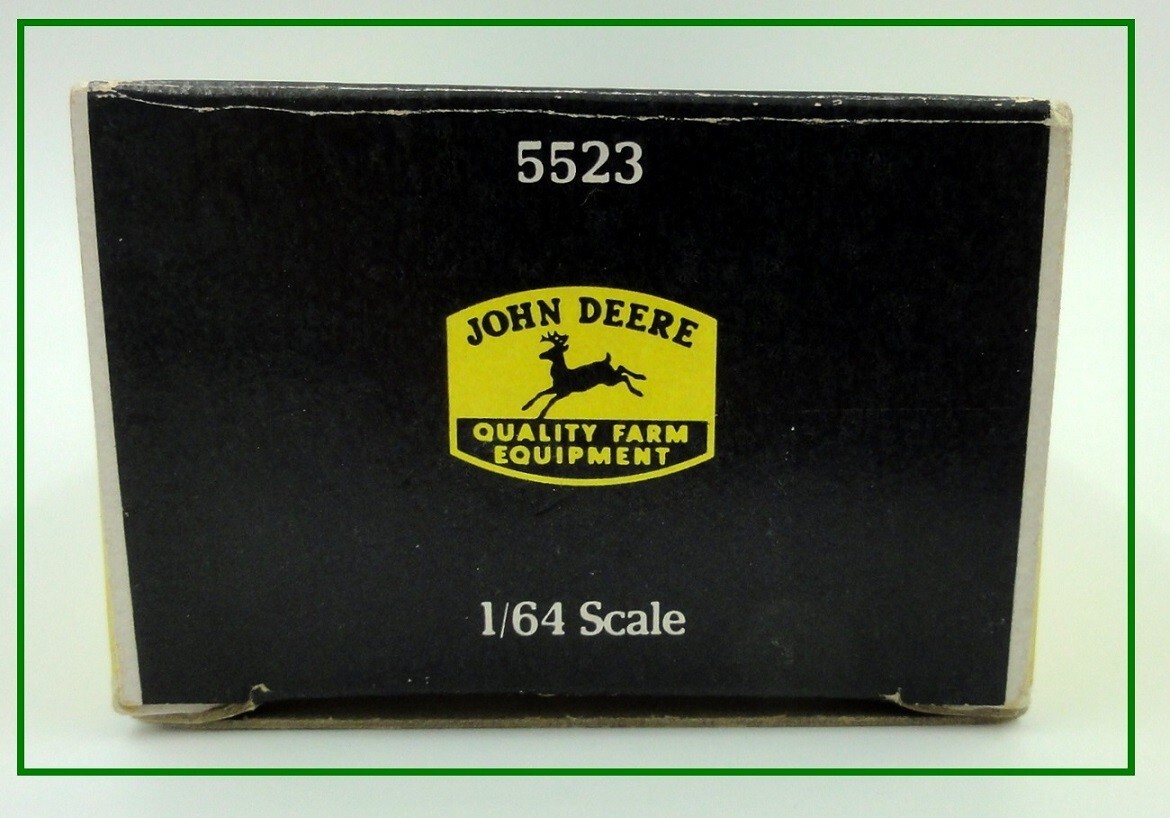 5523
JOHN DEERE
QUALITY FARM
EQUIPMENT
1/64 Scale